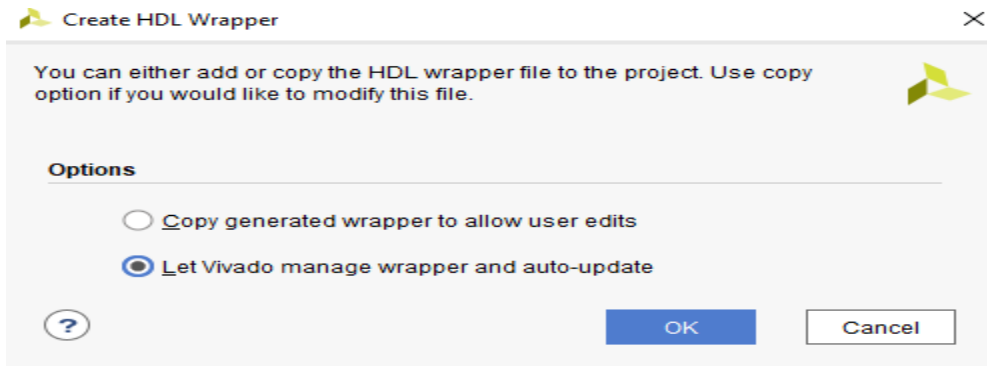 Create HDL Wrapper
You can either add or copy the HDL wrapper file to the project. Use copy
option if you would like to modify this file.
Options
Copy generated wrapper to allow user edits
Let Vivado manage wrapper and auto-update
?
OK
Cancel